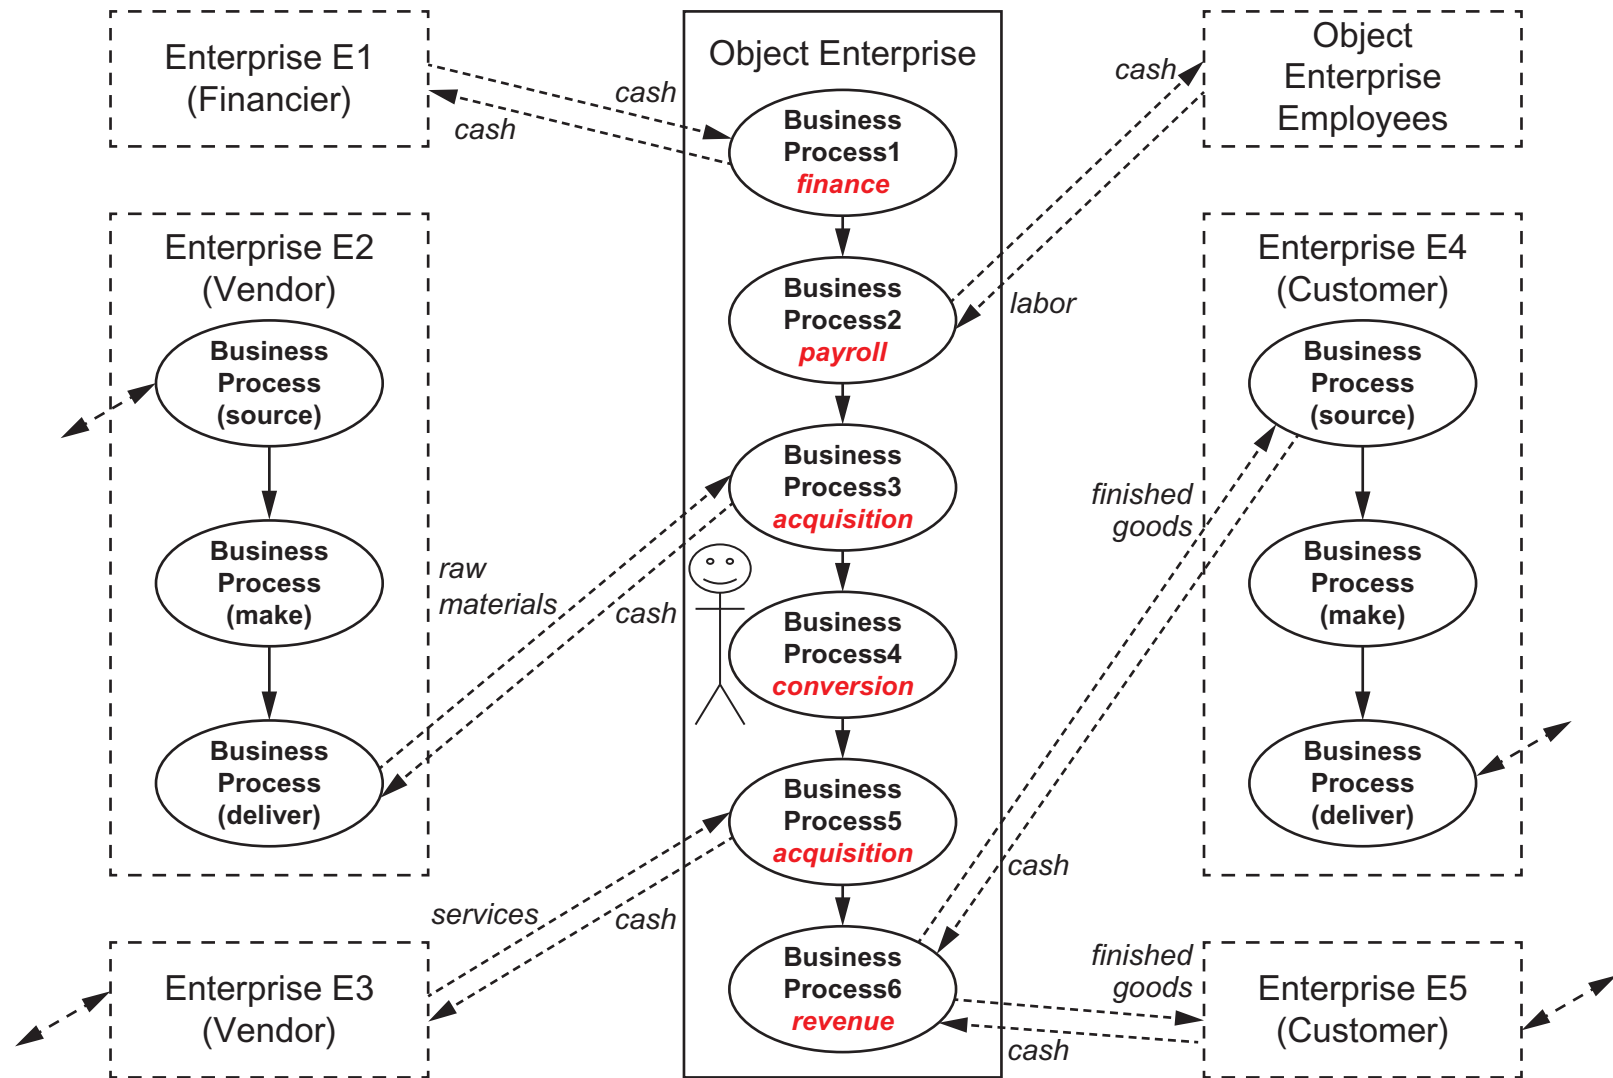 Enterprise E1
(Financier)
cash
cash
Object Enterprise
Business
Process1
finance
Business
Process2
payroll
Business
Process3
acquisition
Business
Process4
conversion
Business
Process5
acquisition
Business
Process6
revenue
cash
labor
Object
Enterprise
Employees
Enterprise E2
(Vendor)
Business
Process
(source)
Business
Process
(make)
Business
Process
(deliver)
raw
materials
cash
Enterprise E4
(Customer)
Business
Process
(source)
Business
Process
(make)
Business
Process
(deliver)
finished
goods
cash
Enterprise E3
(Vendor)
services
cash
finished
goods
cash
Enterprise E5
(Customer)